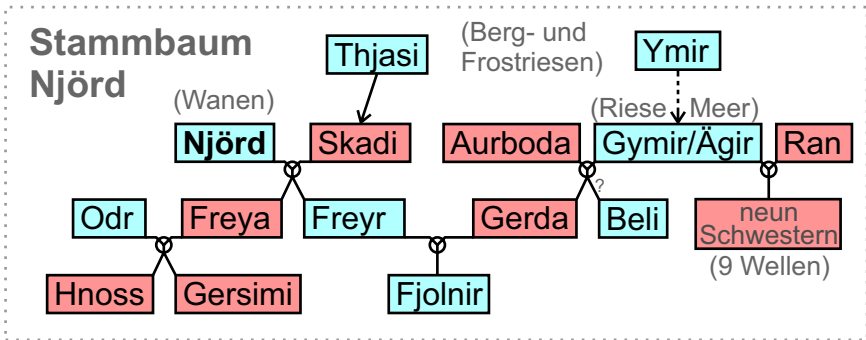 Stammbaum
Njörd
Thjasi
(Berg- und
Frostriesen)
Ymir
(Wanen)
(Riese
Meer)
Njörd
Skadi
Aurboda
Gymir/Ägir
Ran
?
Odr
Freya
Freyr
Gerda
Beli
neun
Schwestern
(9 Wellen)
Hnoss
Gersimi
Fjolnir